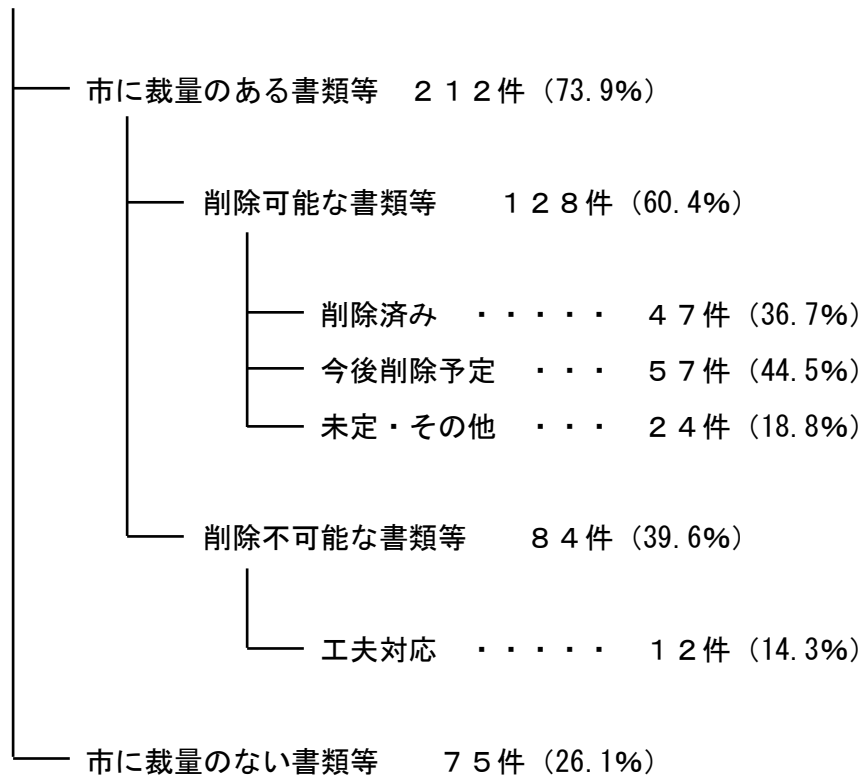 市に裁量のある書類等　２１２件（73.9%）
削除可能な書類等　　１２８件（60.4%）
削除済み　・・・・・　４７件（36.7%）
今後削除予定　・・・　５７件（44.5%）
未定・その他　・・・　２４件（18.8%）
削除不可能な書類等　　８４件（39.6%）
工夫対応　・・・・・　１２件（14.3%）
市に裁量のない書類等　　７５件（26.1%）